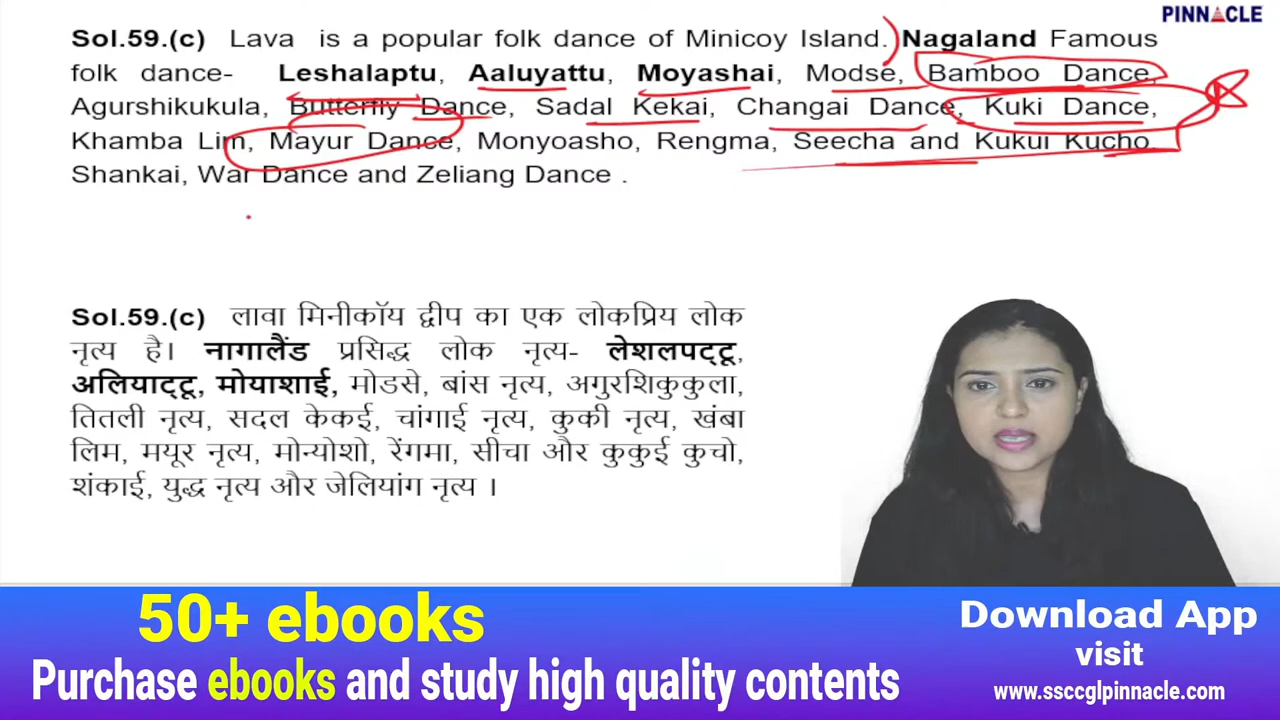 PINNACLE
Sol.59.(c) Lava is a popular folk dance of Minicoy Island. Nagaland Famous
folk dance- Leshalaptu, Aaluyattu, Moyashai, Modse, Bamboo Dance,
Agurshikukula, Butterfly Dance, Sadal Kekai, Changai Dance, Kuki Dance,
Khamba Lim, Mayur Dance, Monyoasho, Rengma, Seecha and Kukui Kucho,
Shankai, War Dance and Zeliang Dance .
Sol.59.(c) लावा मिनीकॉय द्वीप का एक लोकप्रिय लोक
नृत्य है। नागालैंड प्रसिद्ध लोक नृत्य- लेशलपट्टू,
अलियाट्टू, मोयाशाई, मोडसे, बांस नृत्य, अगुरशिकुकुला,
तितली नृत्य, सदल केकई, चांगाई नृत्य, कुकी नृत्य, खंबा
लिम, मयूर नृत्य, मोन्योशो, रेंगमा, सीचा और कुकुई कुचो,
शंकाई, युद्ध नृत्य और जेलियांग नृत्य ।
50+ ebooks
Purchase ebooks and study high quality contents
Download App
visit
www.ssccglpinnacle.com